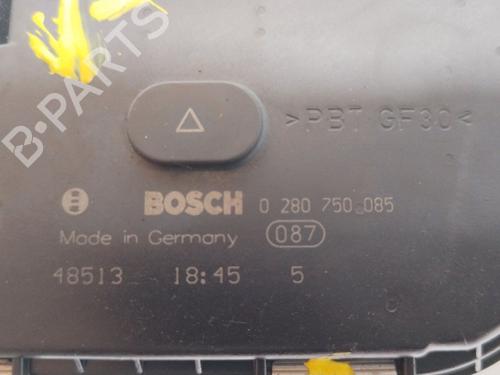 B-PARTS
>PBT GF30<
BOSCH 0 280 750 085
Made in Germany 087
48513 18:45 5